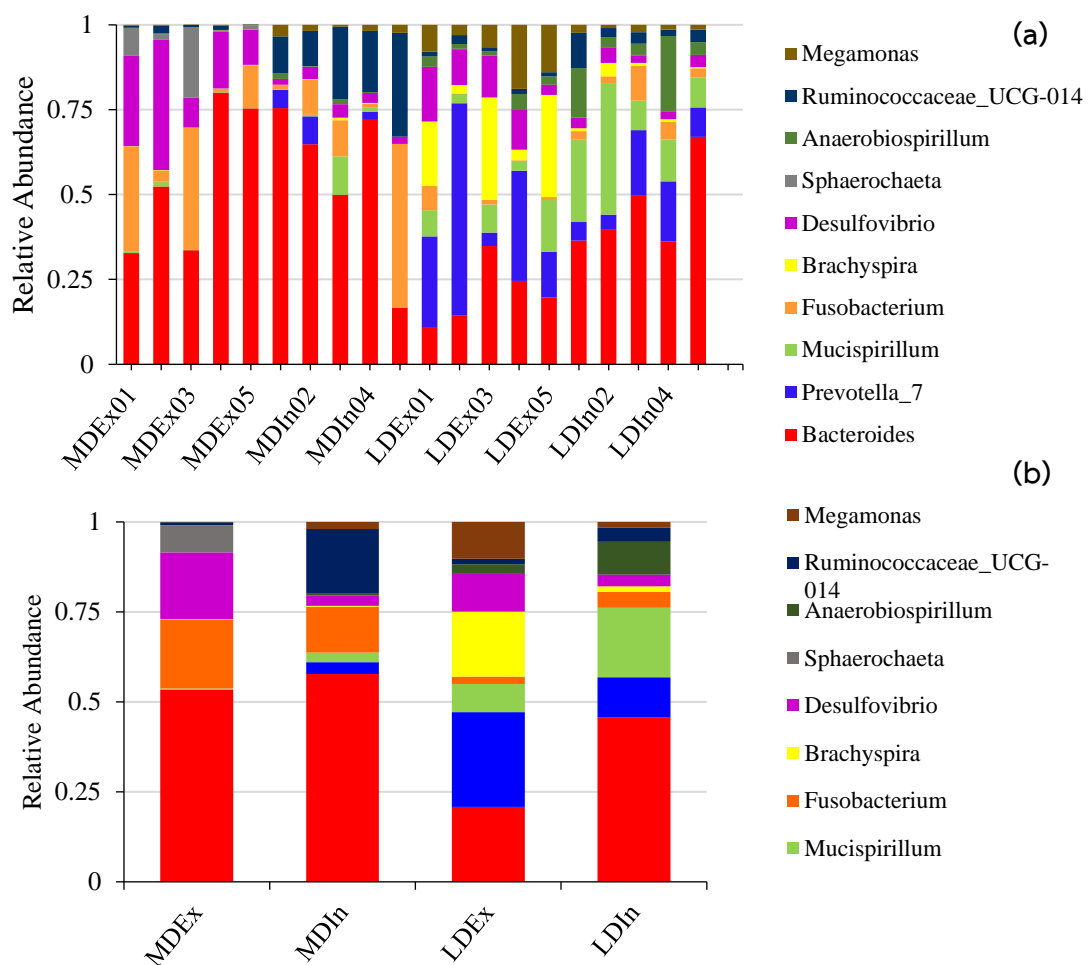 (a)
Relative Abundance
1
0.75
0.5
0.25
0
MDEx01
MDEx03
MDEx05
MDIn02
MDIn04
LDEx01
LDEx03
LDEx05
LDIn02
LDIn04
Megamonas
Ruminococcaceae_UCG-014
Anaerobiospirillum
Sphaerochaeta
Desulfovibrio
Brachyspira
Fusobacterium
Mucispirillum
Prevotella_7
Bacteroides
(b)
Relative Abundance
1
0.75
0.5
0.25
0
MDEx
MDIn
LDEx
LDIn
Megamonas
Ruminococcaceae_UCG-
014
Anaerobiospirillum
Sphaerochaeta
Desulfovibrio
Brachyspira
Fusobacterium
Mucispirillum